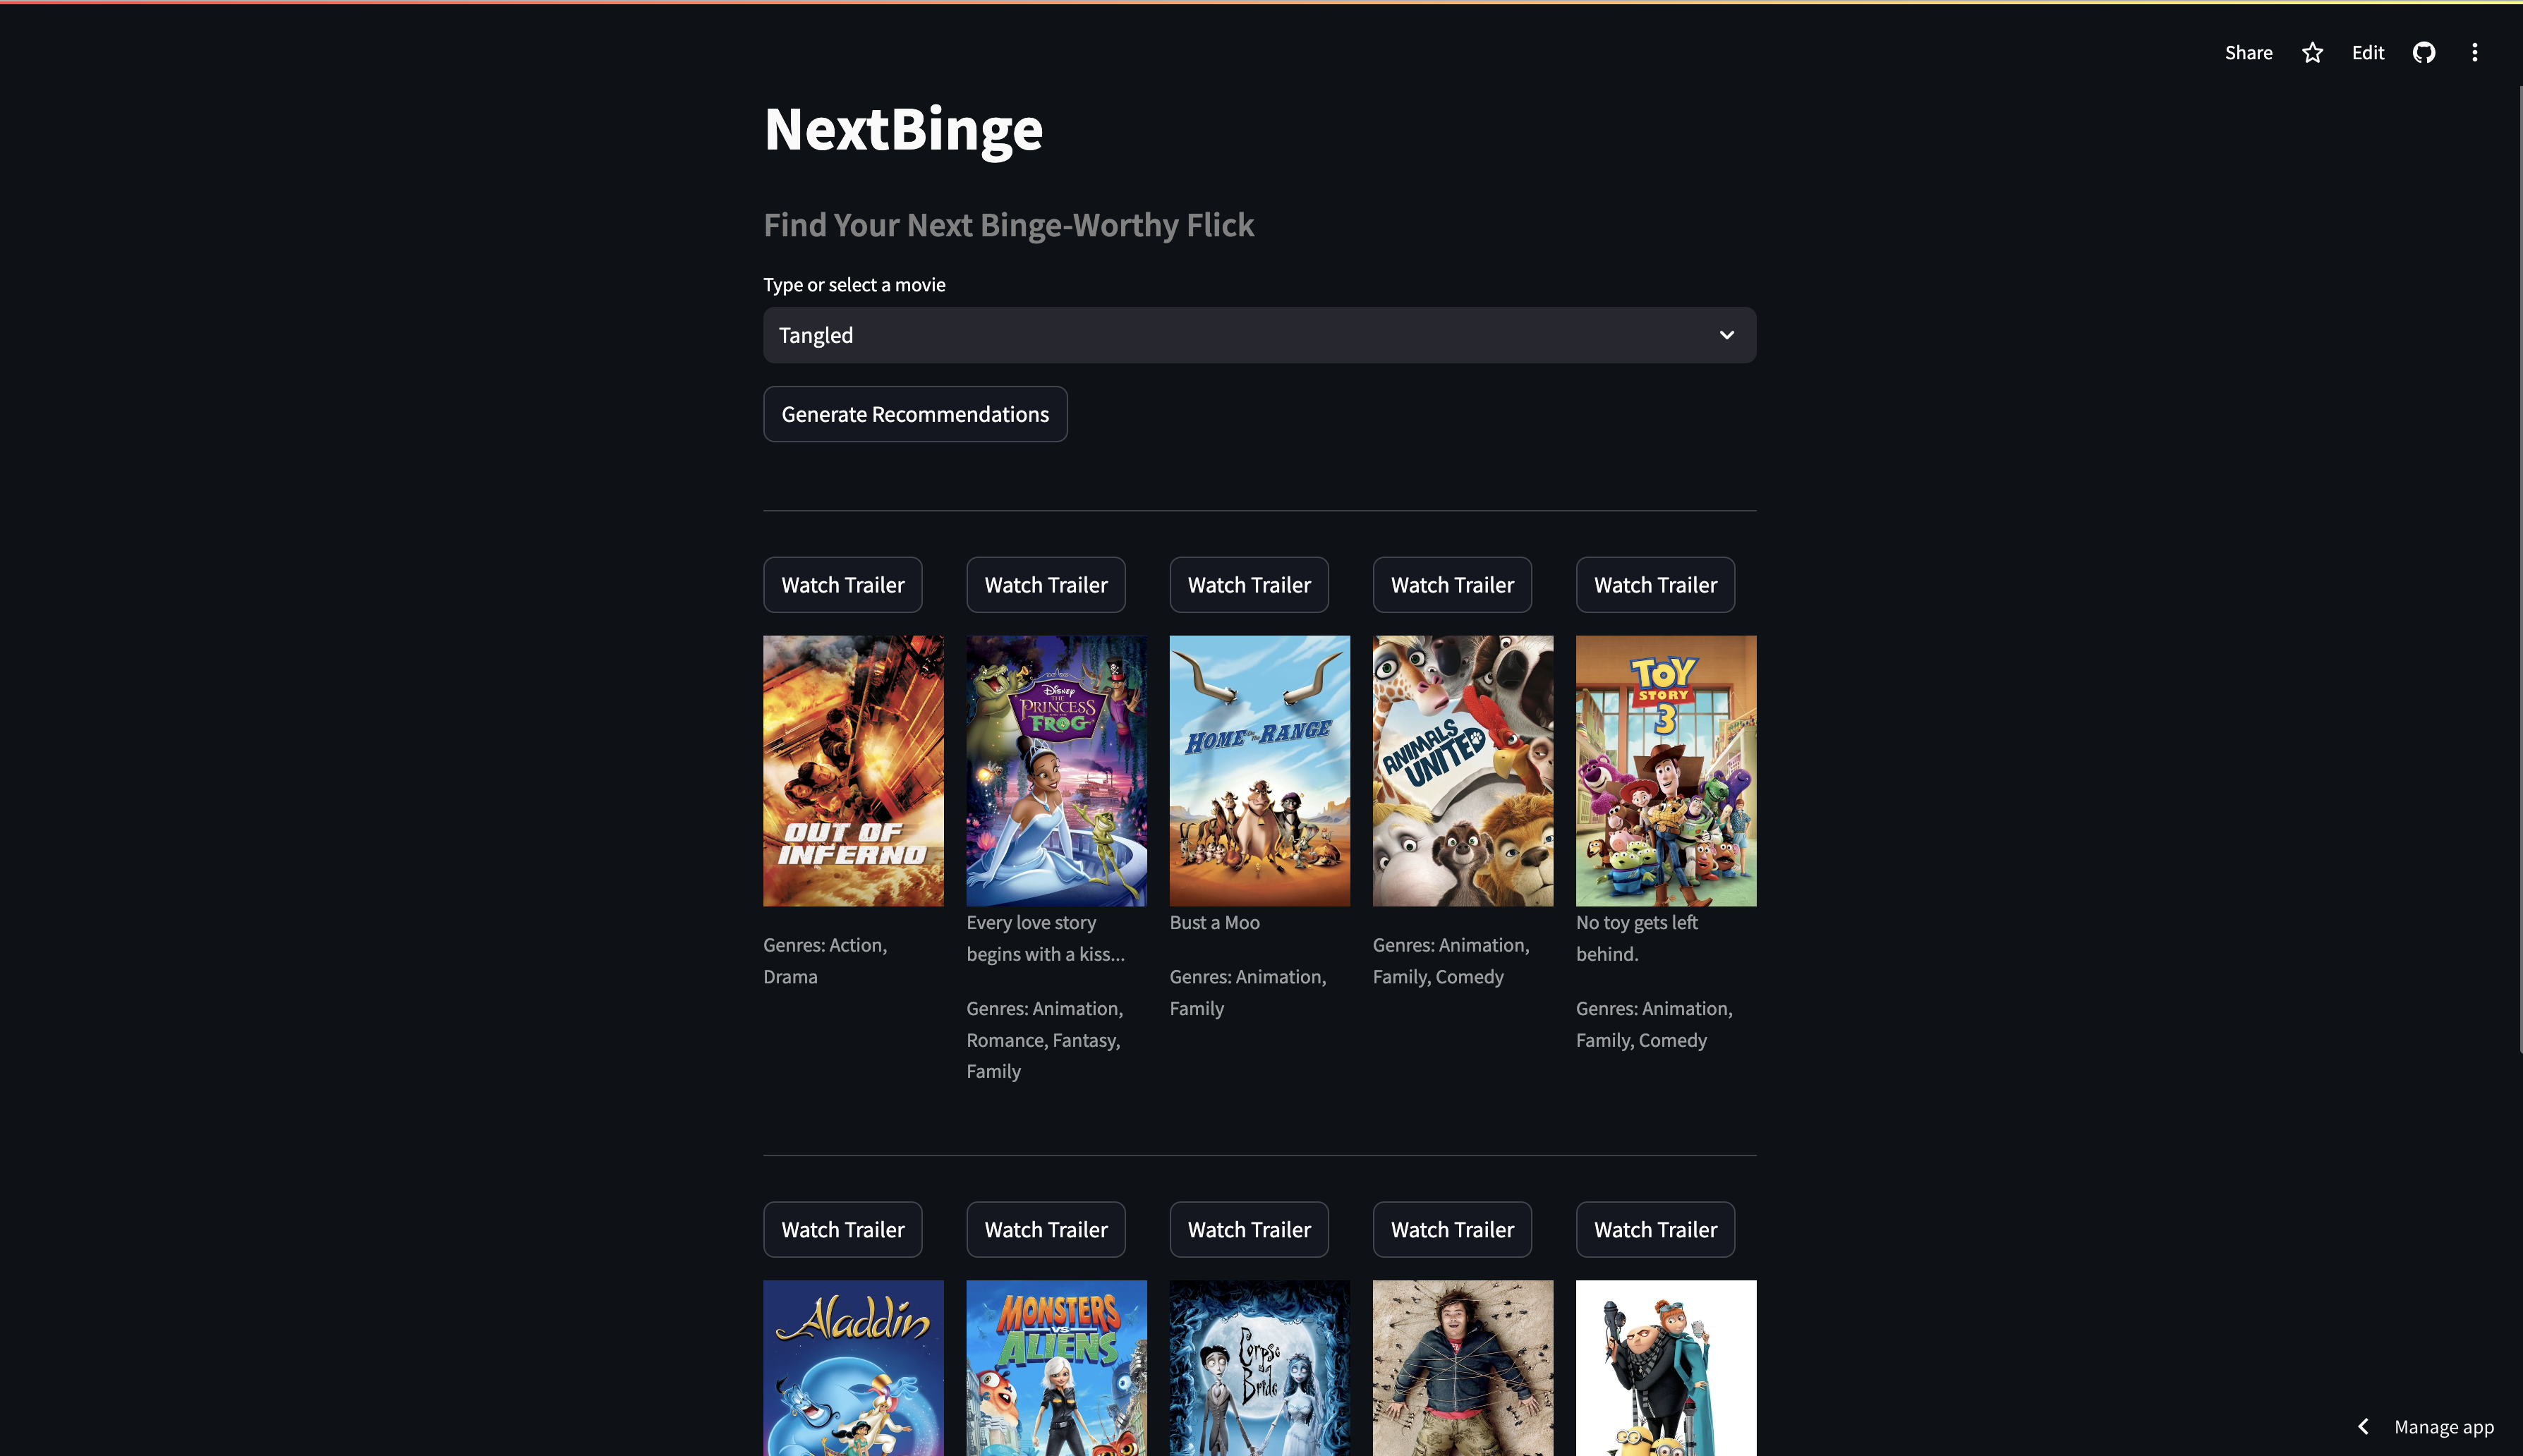 Share
Edit
NextBinge
Find Your Next Binge-Worthy Flick
Type or select a movie
Tangled
Generate Recommendations
Watch Trailer
Watch Trailer
Watch Trailer
Watch Trailer
Watch Trailer
OUT OF
INFERNO
Disney
THE
PRINCESS
AND THE
FROG
HOME ON THE RANGE
ANIMALS
UNITED
TOY
STORY
3
Genres: Action,
Drama
Every love story
begins with a kiss...
Genres: Animation,
Romance, Fantasy,
Family
Bust a Moo
Genres: Animation,
Family
Genres: Animation,
Family, Comedy
No toy gets left
behind.
Genres: Animation,
Family, Comedy
Watch Trailer
Watch Trailer
Watch Trailer
Watch Trailer
Watch Trailer
Aladdin
MONSTERS
VS
ALIENS
Corpse
Bride
Manage app